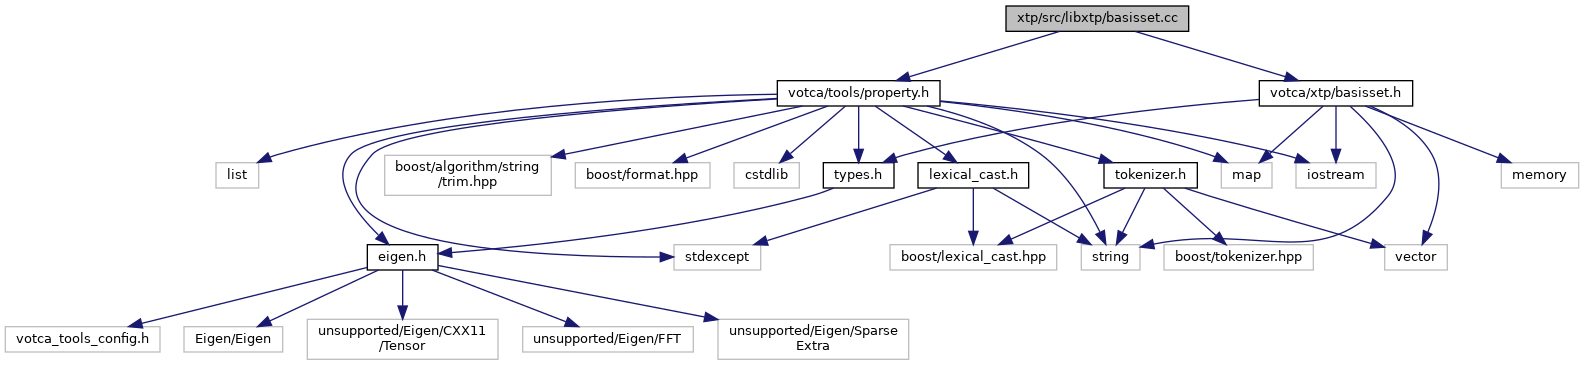 xtp/src/libxtp/basisset.cc
votca/tools/property.h
votca/xtp/basisset.h
list
boost/algorithm/string
/trim.hpp
boost/format.hpp
cstdlib
types.h
lexical_cast.h
tokenizer.h
map
iostream
memory
eigen.h
stdexcept
boost/lexical_cast.hpp
string
boost/tokenizer.hpp
vector
votca_tools_config.h
Eigen/Eigen
unsupported/Eigen/CXX11
/Tensor
unsupported/Eigen/FFT
unsupported/Eigen/Sparse
Extra